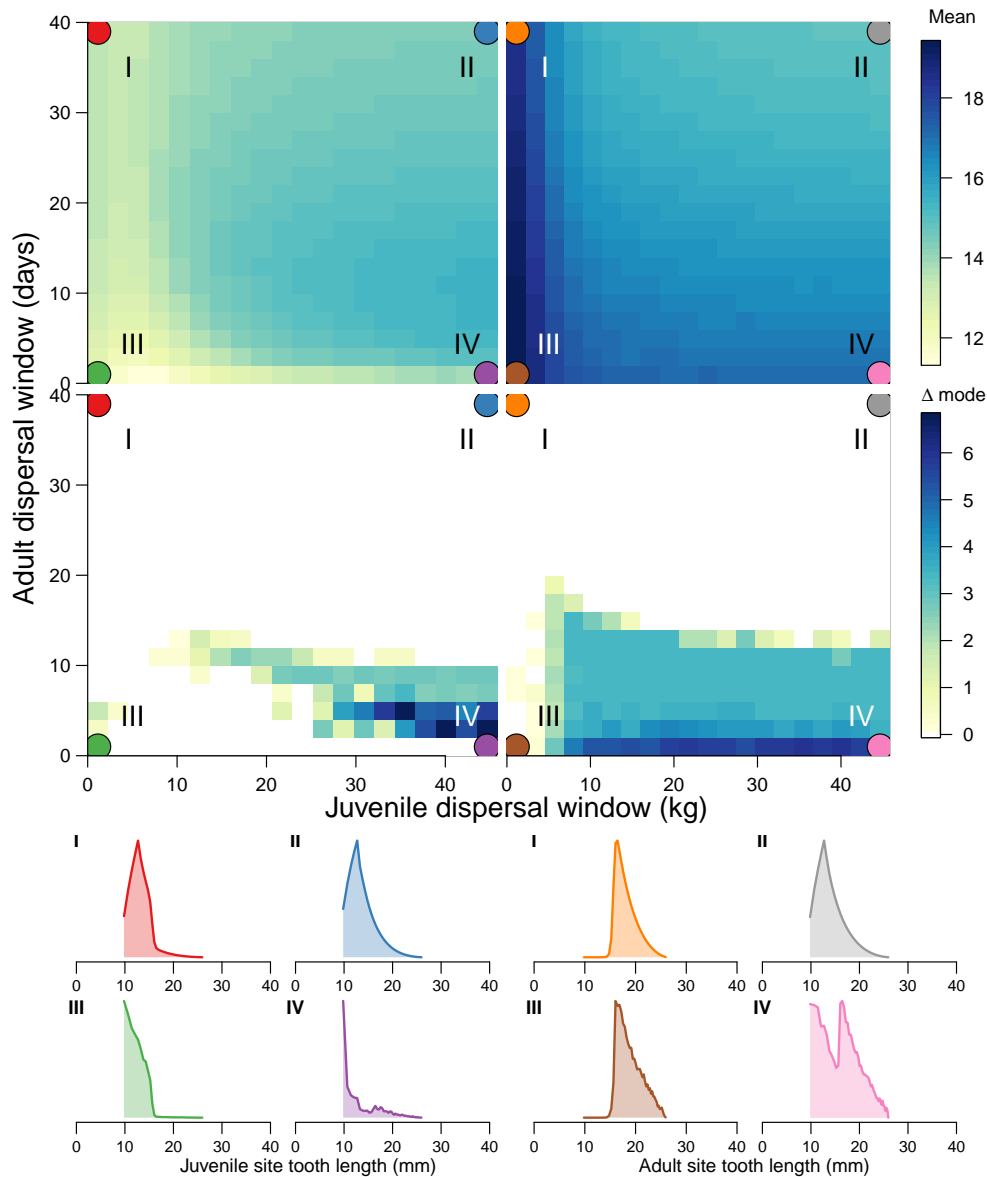 Mean
40
I
II
I
II
30
18
20
16
10
14
III
IV
III
IV
12
0
Adult dispersal window (days)
Δ mode
40
I
II
I
II
6
30
5
4
20
3
10
2
III
IV
III
IV
1
0
0
0 10 20 30 40 0 10 20 30 40
Juvenile dispersal window (kg)
I
II
I
II
0 10 20 30 40 0 10 20 30 40 0 10 20 30 40 0 10 20 30 40
III
IV
III
IV
0 10 20 30 40 0 10 20 30 40 0 10 20 30 40 0 10 20 30 40
Juvenile site tooth length (mm)
Adult site tooth length (mm)